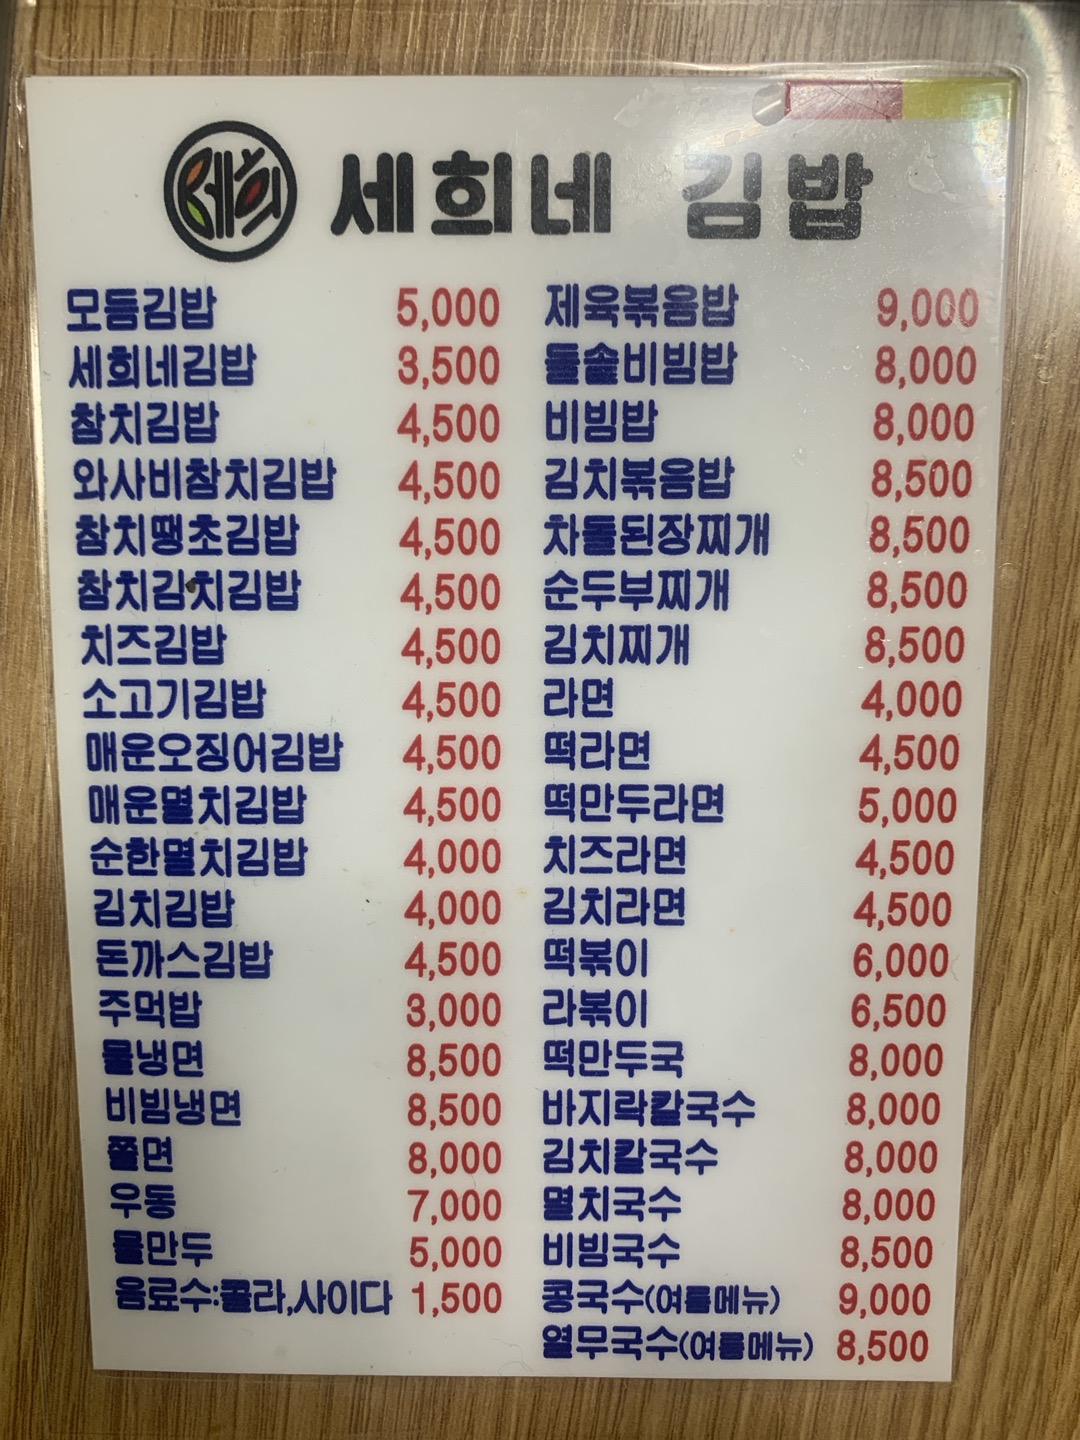 세희 세희네 김밥
모듬김밥 5,000
세희네김밥 3,500
참치김밥 4,500
와사비참치김밥 4,500
참치땡초김밥 4,500
참치김치김밥 4,500
치즈김밥 4,500
소고기김밥 4,500
매운오징어김밥 4,500
매운멸치김밥 4,500
순한멸치김밥 4,000
김치김밥 4,000
돈까스김밥 4,500
주먹밥 3,000
물냉면 8,500
비빔냉면 8,500
쫄면 8,000
우동 7,000
물만두 5,000
음료수:콜라,사이다 1,500
제육볶음밥 9,000
돌솥비빔밥 8,000
비빔밥 8,000
김치볶음밥 8,500
차돌된장찌개 8,500
순두부찌개 8,500
김치찌개 8,500
라면 4,000
떡라면 4,500
떡만두라면 5,000
치즈라면 4,500
김치라면 4,500
떡볶이 6,000
라볶이 6,500
떡만두국 8,000
바지락칼국수 8,000
김치칼국수 8,000
멸치국수 8,000
비빔국수 8,500
콩국수(여름메뉴) 9,000
열무국수(여름메뉴) 8,500